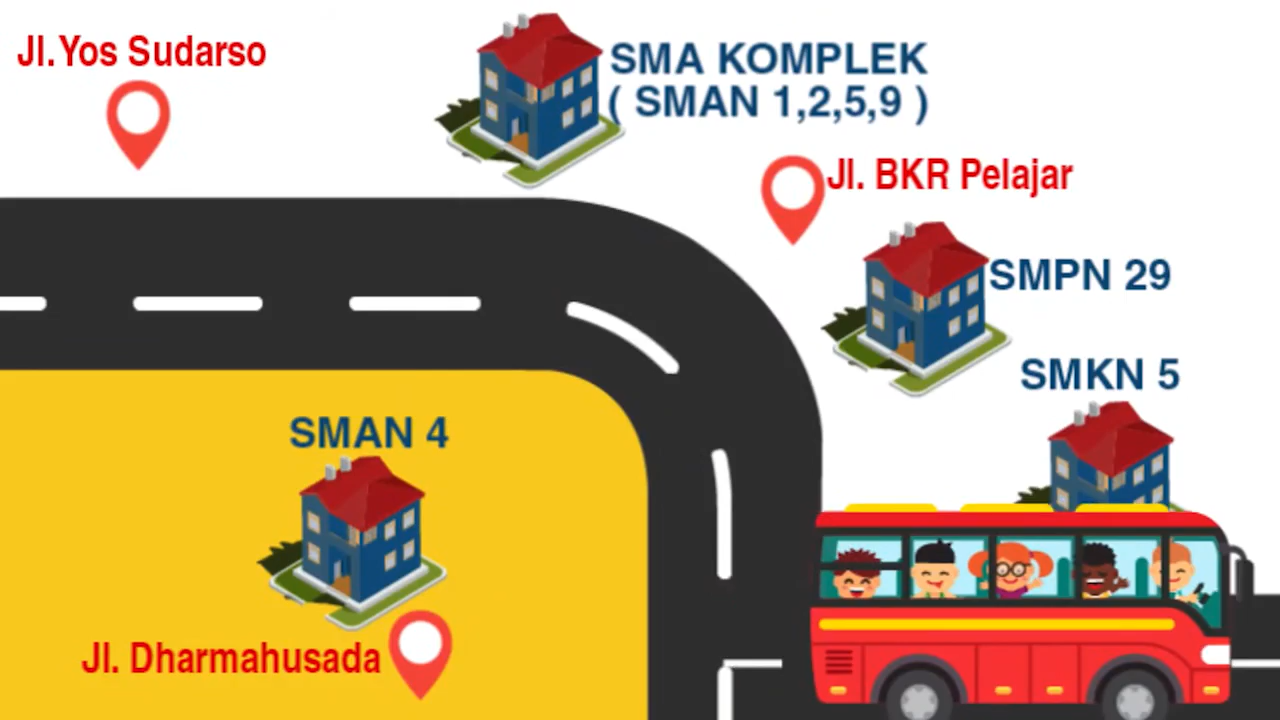 Jl.Yos Sudarso
SMA KOMPLEK
( SMAN 1,2,5,9 )
Jl. BKR Pelajar
SMPN 29
SMKN 5
SMAN 4
Jl. Dharmahusada